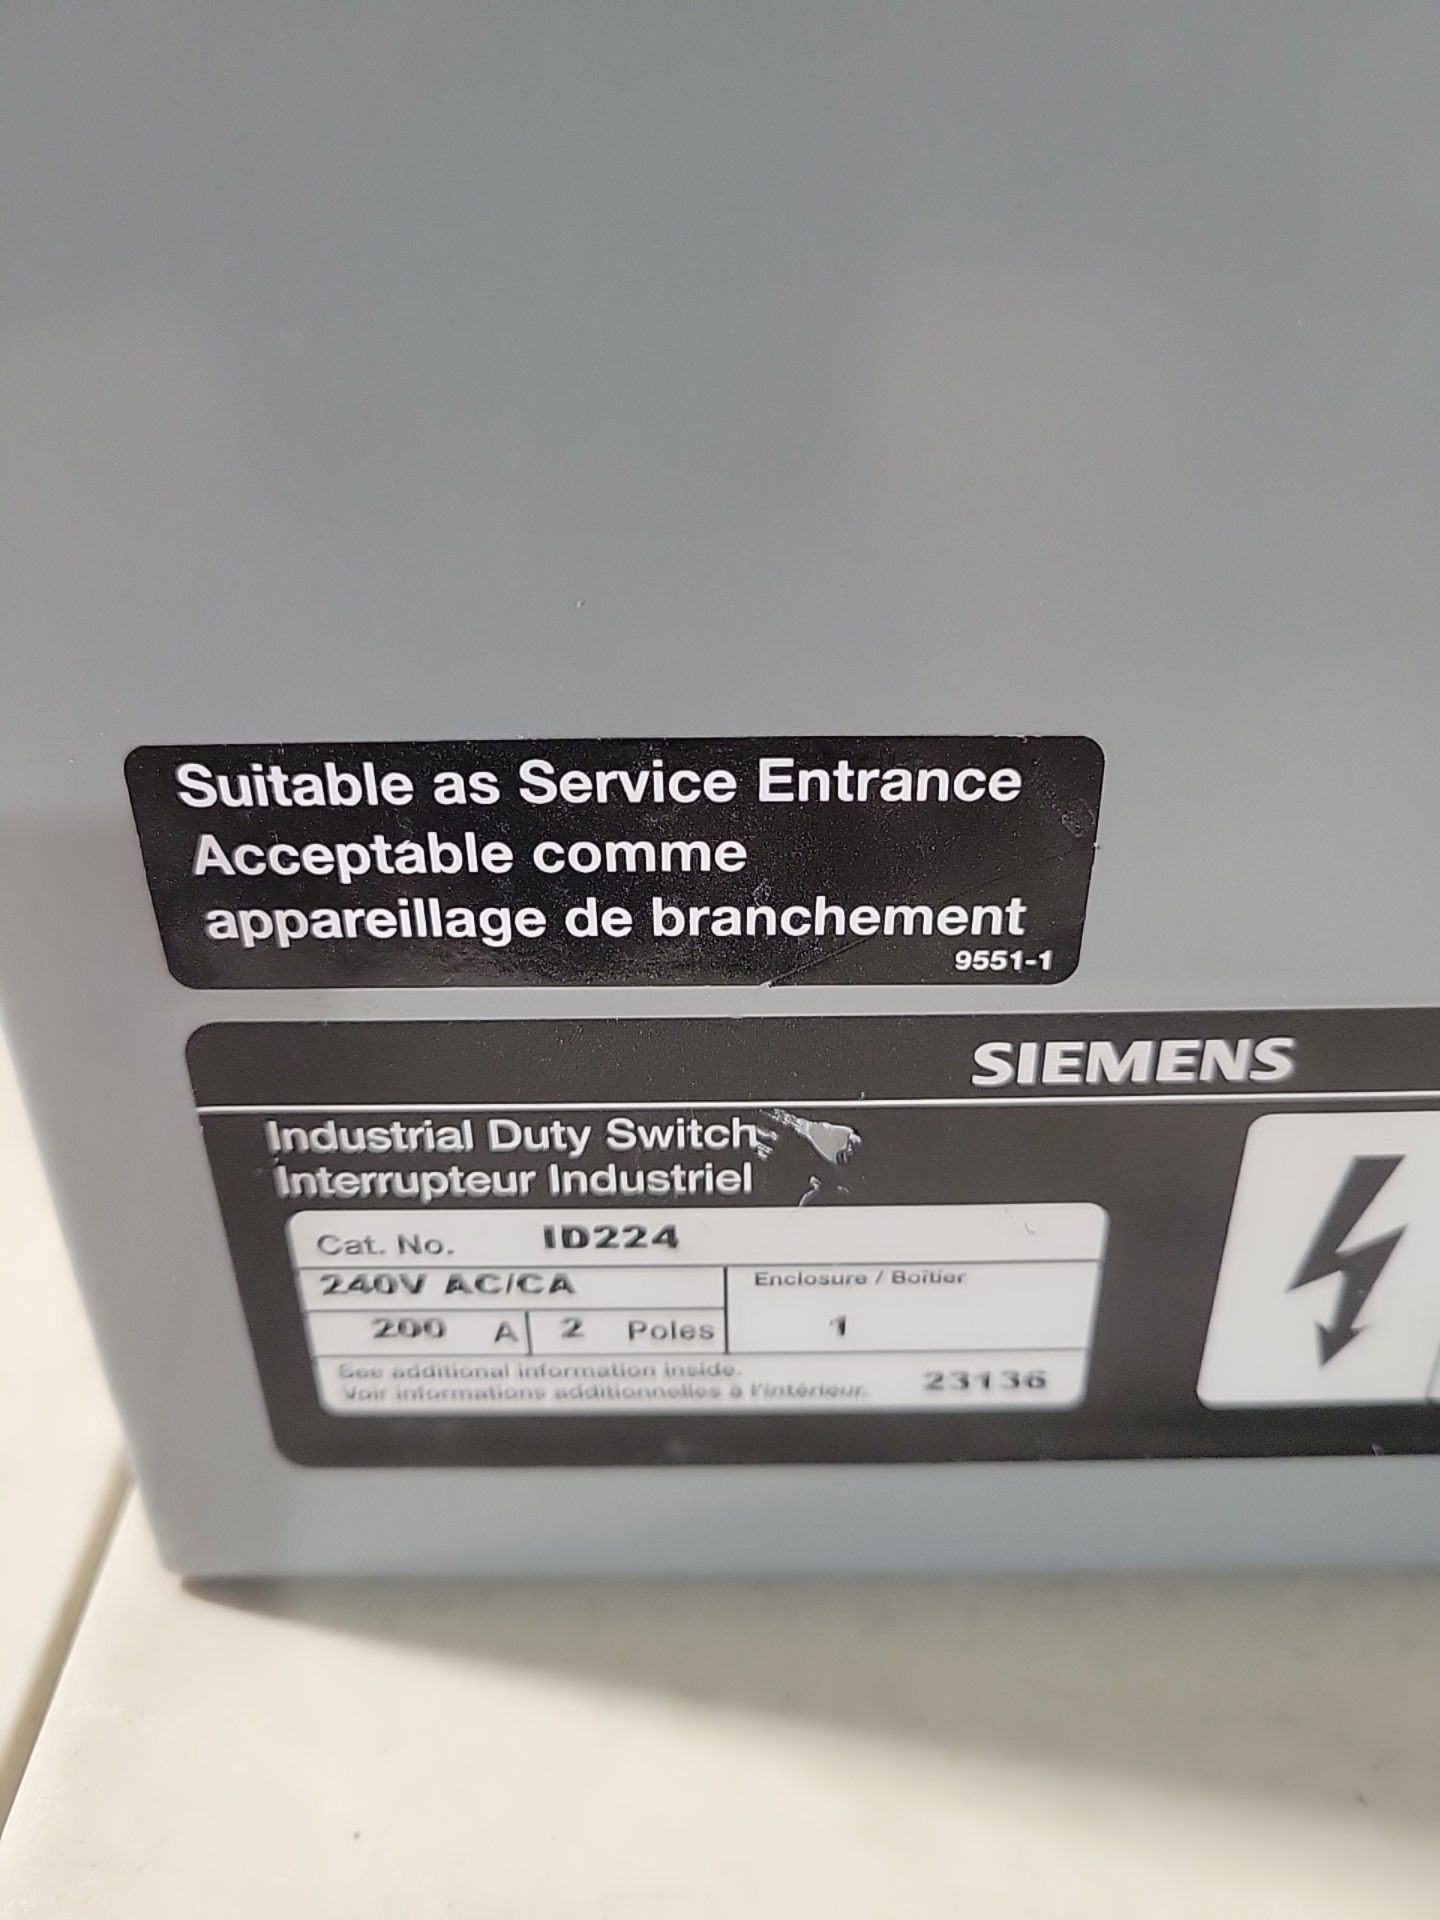 Suitable as Service Entrance
Acceptable comme
appareillage de branchement
9551-1
SIEMENS
Industrial Duty Switch
Interrupteur Industriel
Cat. No. ID224
240V AC/CA
Enclosure / Boîtier
200 A 2 Poles
1
See additional information inside.
Voir informations additionnelles à l'intérieur.
23136